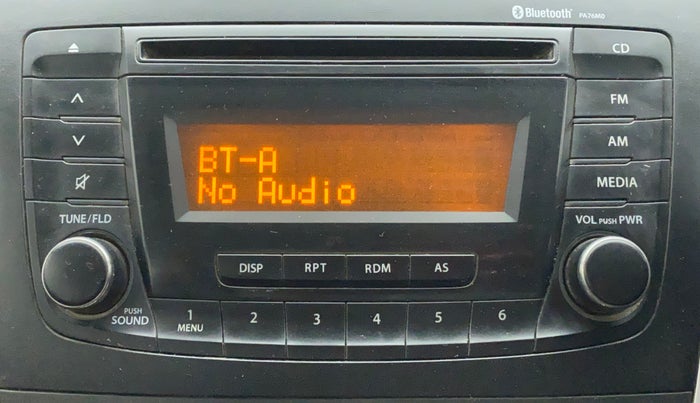 Bluetooth PA76M0
CD
FM
AM
MEDIA
BT-A
No Audio
TUNE/FLD
VOL PUSH PWR
DISP RPT RDM AS
PUSH
SOUND
1 2 3 4 5 6
MENU